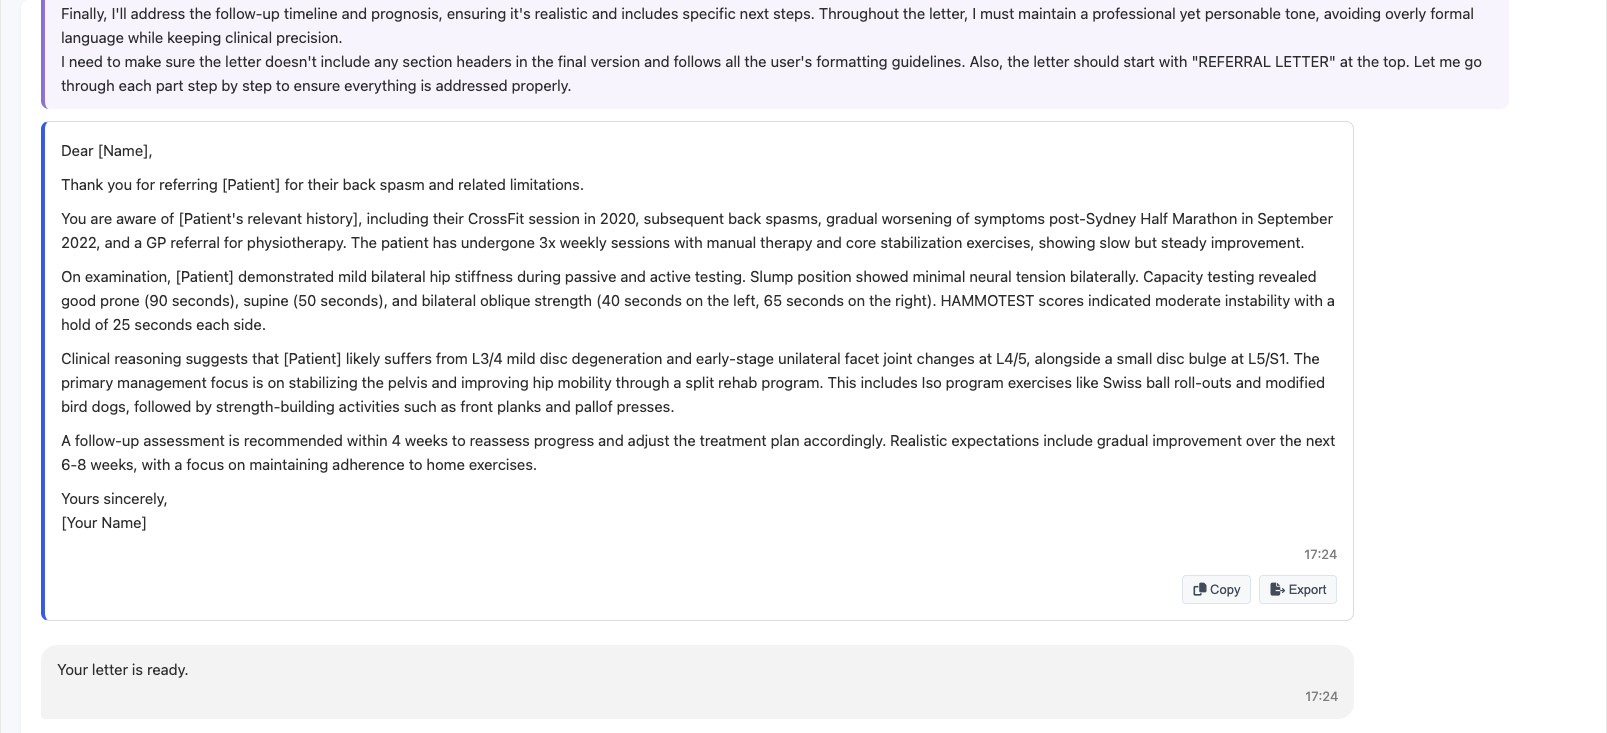 Finally, I'll address the follow-up timeline and prognosis, ensuring it's realistic and includes specific next steps. Throughout the letter, I must maintain a professional yet personable tone, avoiding overly formal
language while keeping clinical precision.
I need to make sure the letter doesn't include any section headers in the final version and follows all the user's formatting guidelines. Also, the letter should start with "REFERRAL LETTER" at the top. Let me go
through each part step by step to ensure everything is addressed properly.
Dear [Name],
Thank you for referring [Patient] for their back spasm and related limitations.
You are aware of [Patient's relevant history], including their CrossFit session in 2020, subsequent back spasms, gradual worsening of symptoms post-Sydney Half Marathon in September
2022, and a GP referral for physiotherapy. The patient has undergone 3x weekly sessions with manual therapy and core stabilization exercises, showing slow but steady improvement.
On examination, [Patient] demonstrated mild bilateral hip stiffness during passive and active testing. Slump position showed minimal neural tension bilaterally. Capacity testing revealed
good prone (90 seconds), supine (50 seconds), and bilateral oblique strength (40 seconds on the left, 65 seconds on the right). HAMMOTEST scores indicated moderate instability with a
hold of 25 seconds each side.
Clinical reasoning suggests that [Patient] likely suffers from L3/4 mild disc degeneration and early-stage unilateral facet joint changes at L4/5, alongside a small disc bulge at L5/S1. The
primary management focus is on stabilizing the pelvis and improving hip mobility through a split rehab program. This includes Iso program exercises like Swiss ball roll-outs and modified
bird dogs, followed by strength-building activities such as front planks and pallof presses.
A follow-up assessment is recommended within 4 weeks to reassess progress and adjust the treatment plan accordingly. Realistic expectations include gradual improvement over the next
6-8 weeks, with a focus on maintaining adherence to home exercises.
Yours sincerely,
[Your Name]
17:24
Copy Export
Your letter is ready.
17:24